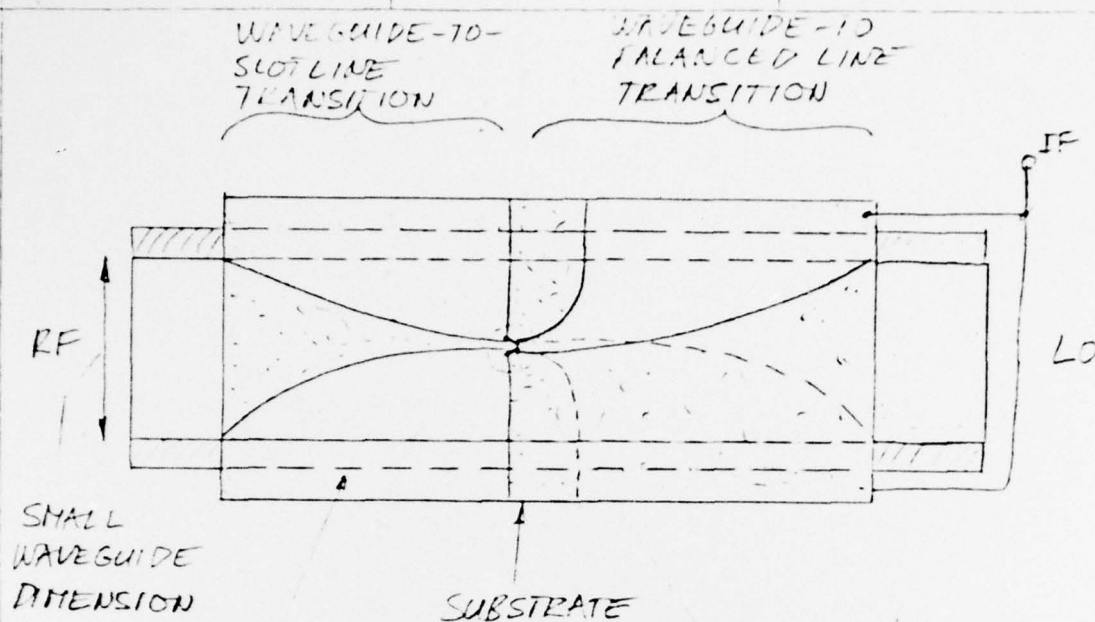 WAVEGUIDE-TO-
SLOTLINE
TRANSITION
WAVEGUIDE-TO
BALANCED LINE
TRANSITION
IF
RF
LO
SMALL
WAVEGUIDE
DIMENSION
SUBSTRATE